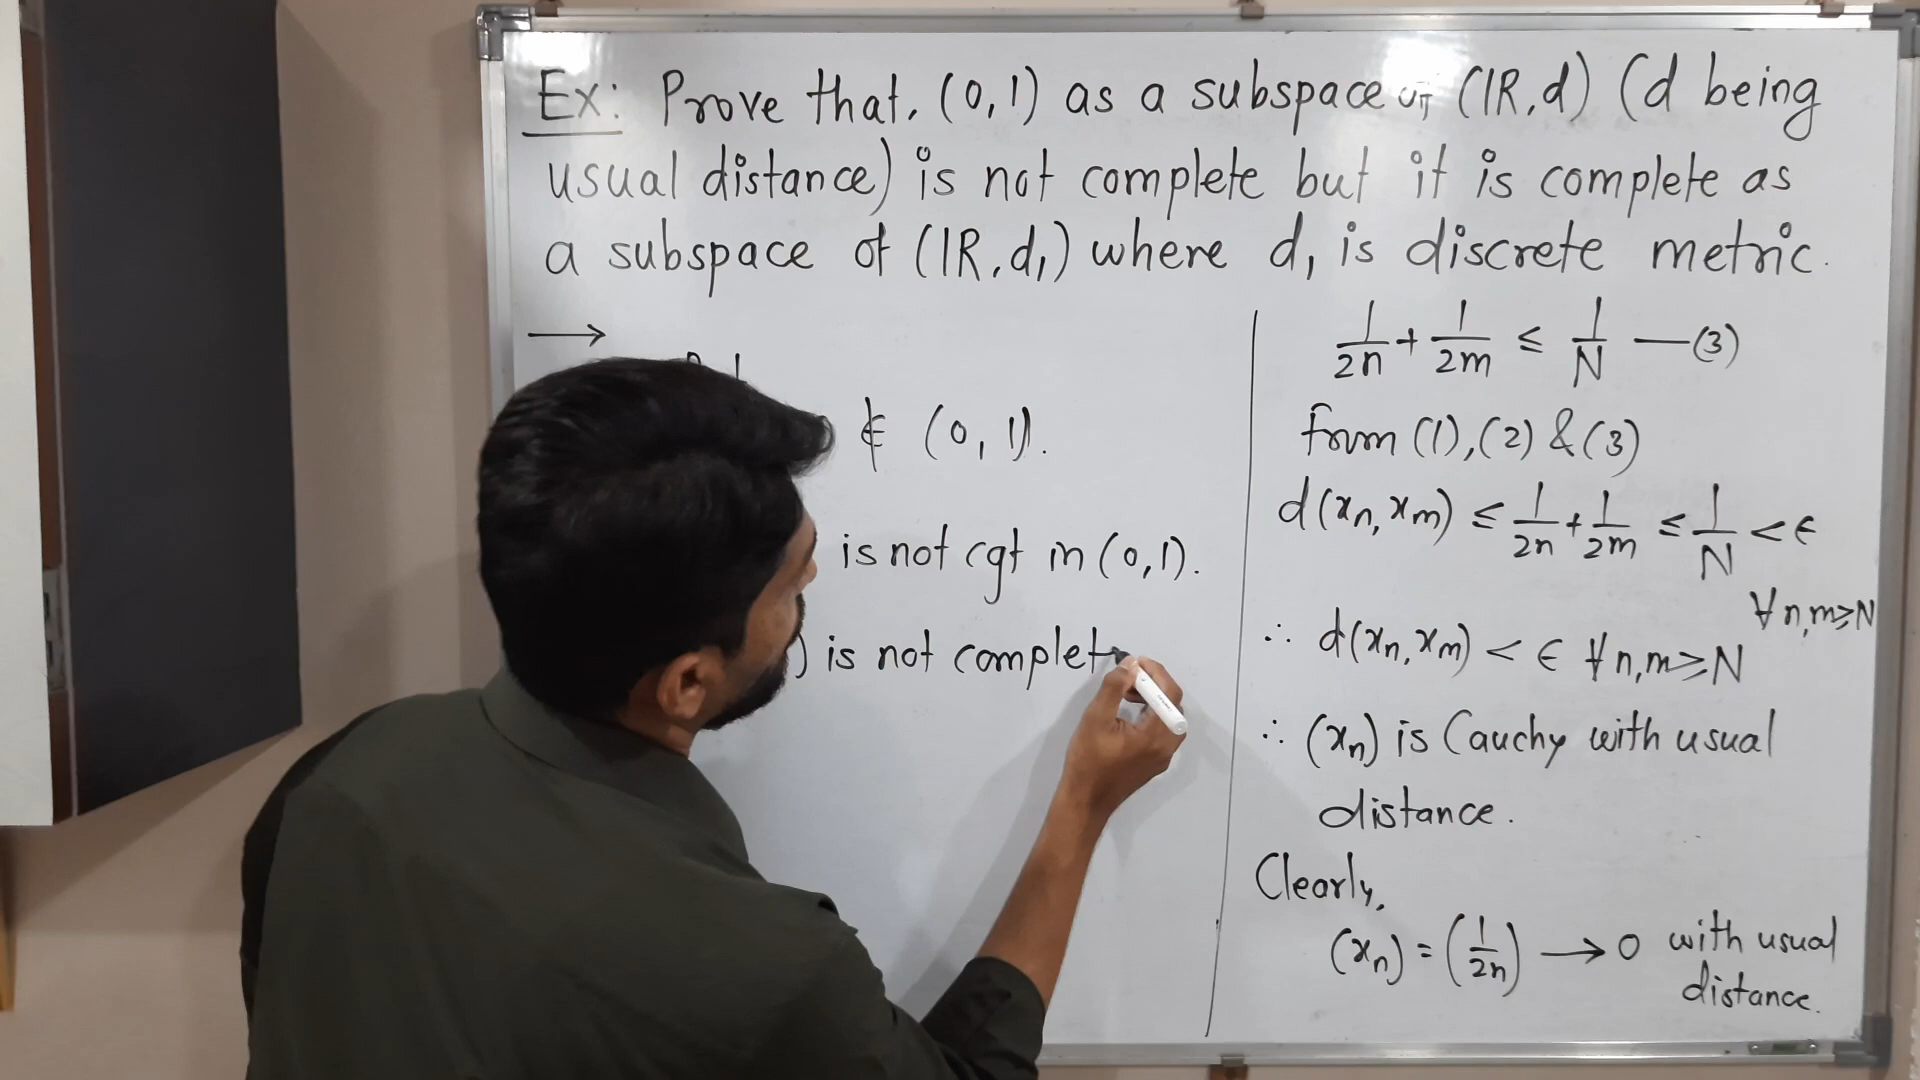 Ex: Prove that, (0,1) as a subspace of (IR,d) (d being
usual distance) is not complete but it is complete as
a subspace of (IR,d₁) where d₁ is discrete metric.
→
∉ (0,1).
is not cgt in (0,1).
) is not complet
1/2n + 1/2m ≤ 1/N —(3)
from (1),(2) & (3)
d(xₙ,xₘ) ≤ 1/2n + 1/2m ≤ 1/N < ϵ
∀ n,m≥N
∴ d(xₙ,xₘ) < ϵ ∀ n,m≥N
∴ (xₙ) is Cauchy with usual
distance.
Clearly,
(xₙ) = (1/2n) → 0 with usual
distance.